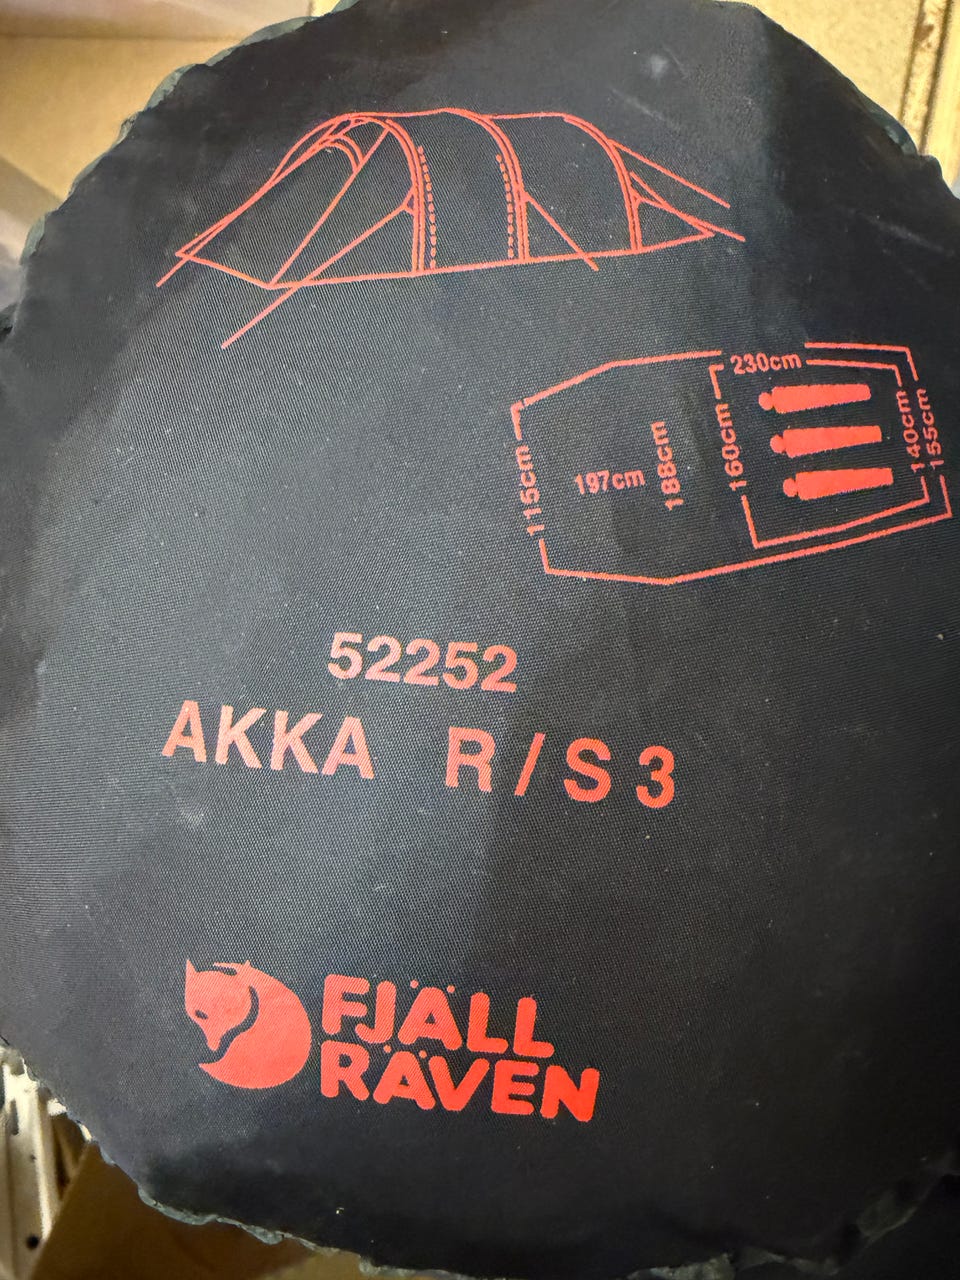 230cm
115cm
197cm
188cm
160cm
140cm
155cm
52252
AKKA R/S 3
FJÄLL
RÄVEN